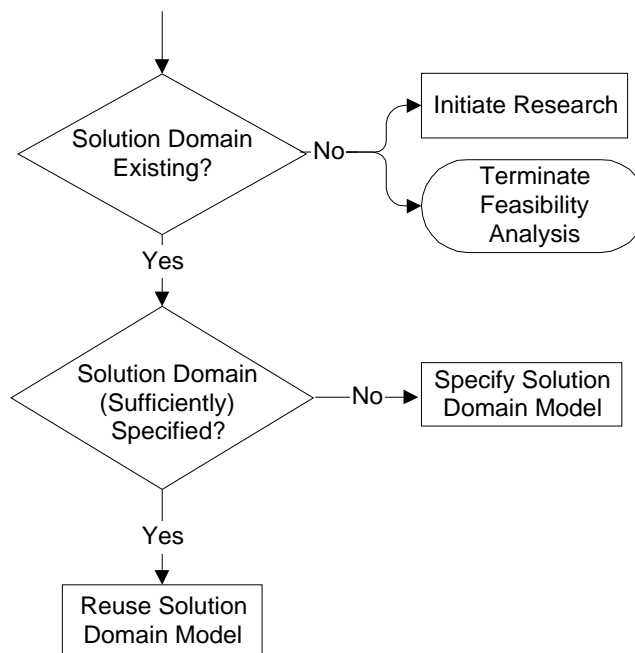 Solution Domain
Existing?
No
Initiate Research
Terminate
Feasibility
Analysis
Yes
Solution Domain
(Sufficiently)
Specified?
No
Specify Solution
Domain Model
Yes
Reuse Solution
Domain Model